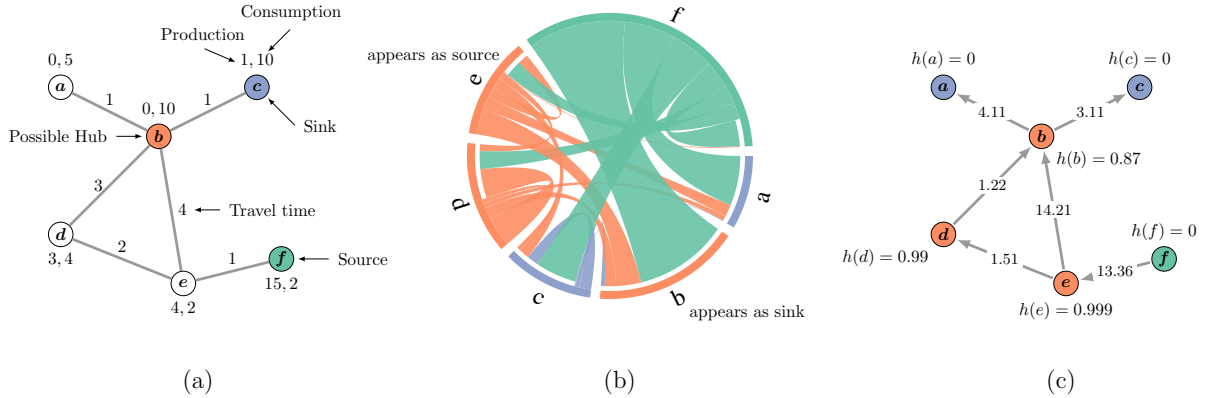 Consumption
Production
0, 5
1, 10
a
1
0, 10
1
c
Possible Hub
b
Sink
3
4
Travel time
d
2
1
f
Source
3, 4
e
15, 2
4, 2
(a)
f
appears as source
e
a
d
c
b
appears as sink
(b)
h(a) = 0
h(c) = 0
a
c
4.11
3.11
b
h(b) = 0.87
1.22
14.21
d
h(f) = 0
h(d) = 0.99
1.51
f
13.36
e
h(e) = 0.999
(c)